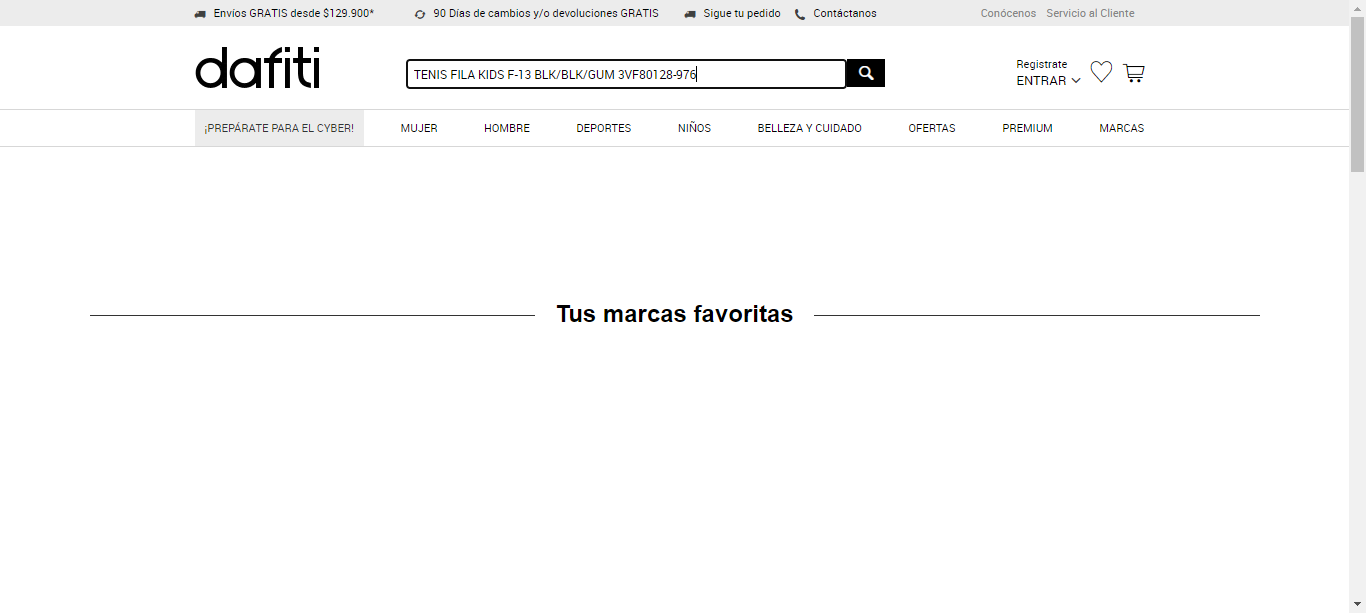 Envíos GRATIS desde $129.900*
90 Días de cambios y/o devoluciones GRATIS
Sigue tu pedido
Contáctanos
Conócenos
Servicio al Cliente
dafiti
TENIS FILA KIDS F-13 BLK/BLK/GUM 3VF80128-976
Registrate
ENTRAR
¡PREPÁRATE PARA EL CYBER!
MUJER
HOMBRE
DEPORTES
NIÑOS
BELLEZA Y CUIDADO
OFERTAS
PREMIUM
MARCAS
Tus marcas favoritas